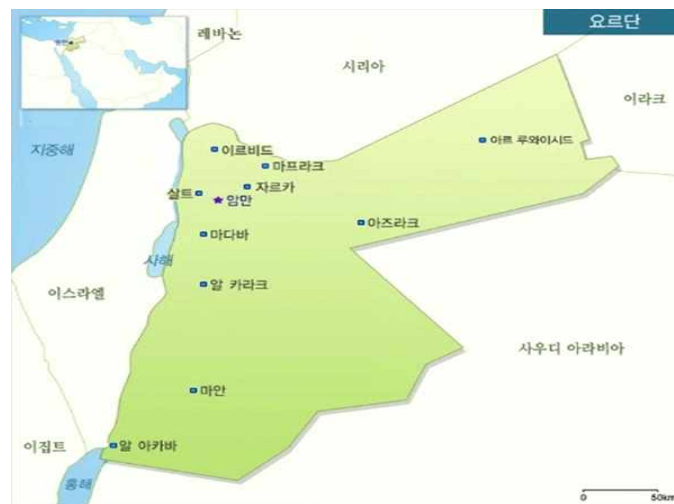 요르단
레바논
시리아
이라크
지중해
이르비드
아르 루와이시드
마프라크
자르카
살트
암만
아즈라크
마다바
사해
알 카라크
이스라엘
사우디 아라비아
마안
이집트
알 아카바
홍해
0 50km